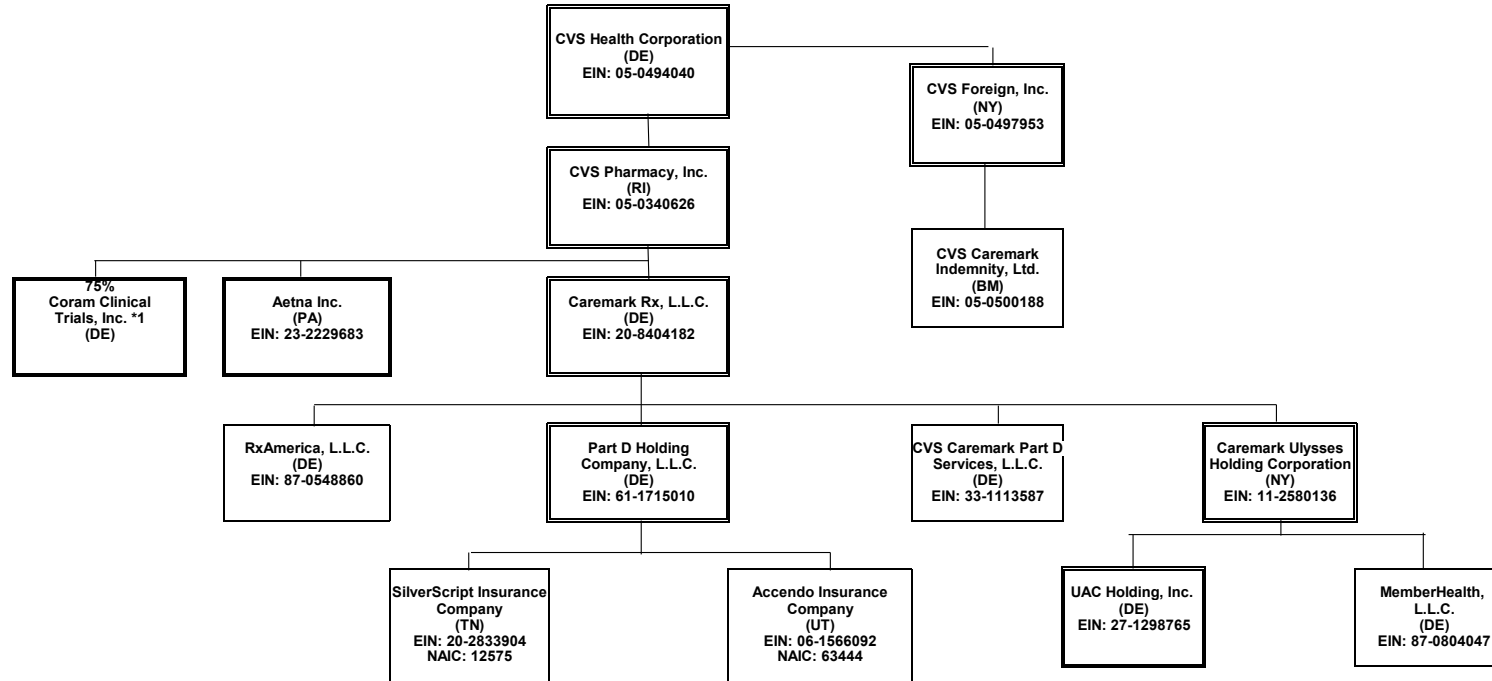 CVS Health Corporation
(DE)
EIN: 05-0494040
CVS Foreign, Inc.
(NY)
EIN: 05-0497953
CVS Pharmacy, Inc.
(RI)
EIN: 05-0340626
CVS Caremark
Indemnity, Ltd.
(BM)
EIN: 05-0500188
75%
Coram Clinical
Trials, Inc. *1
(DE)
Aetna Inc.
(PA)
EIN: 23-2229683
Caremark Rx, L.L.C.
(DE)
EIN: 20-8404182
RxAmerica, L.L.C.
(DE)
EIN: 87-0548860
Part D Holding
Company, L.L.C.
(DE)
EIN: 61-1715010
CVS Caremark Part D
Services, L.L.C.
(DE)
EIN: 33-1113587
Caremark Ulysses
Holding Corporation
(NY)
EIN: 11-2580136
SilverScript Insurance
Company
(TN)
EIN: 20-2833904
NAIC: 12575
Accendo Insurance
Company
(UT)
EIN: 06-1566092
NAIC: 63444
UAC Holding, Inc.
(DE)
EIN: 27-1298765
MemberHealth,
L.L.C.
(DE)
EIN: 87-0804047